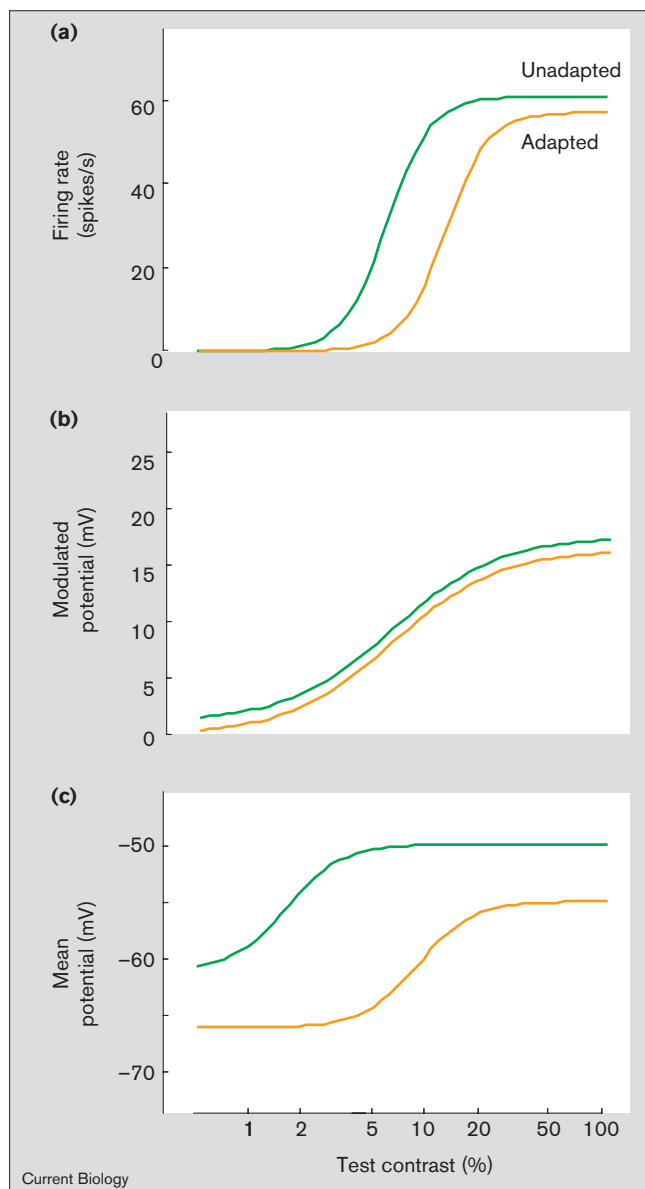 (a)
Unadapted
Adapted
60
40
20
0
Firing rate
(spikes/s)
(b)
25
20
15
10
5
0
Modulated
potential (mV)
(c)
–50
–60
–70
Mean
potential (mV)
1 2 5 10 20 50 100
Test contrast (%)
Current Biology